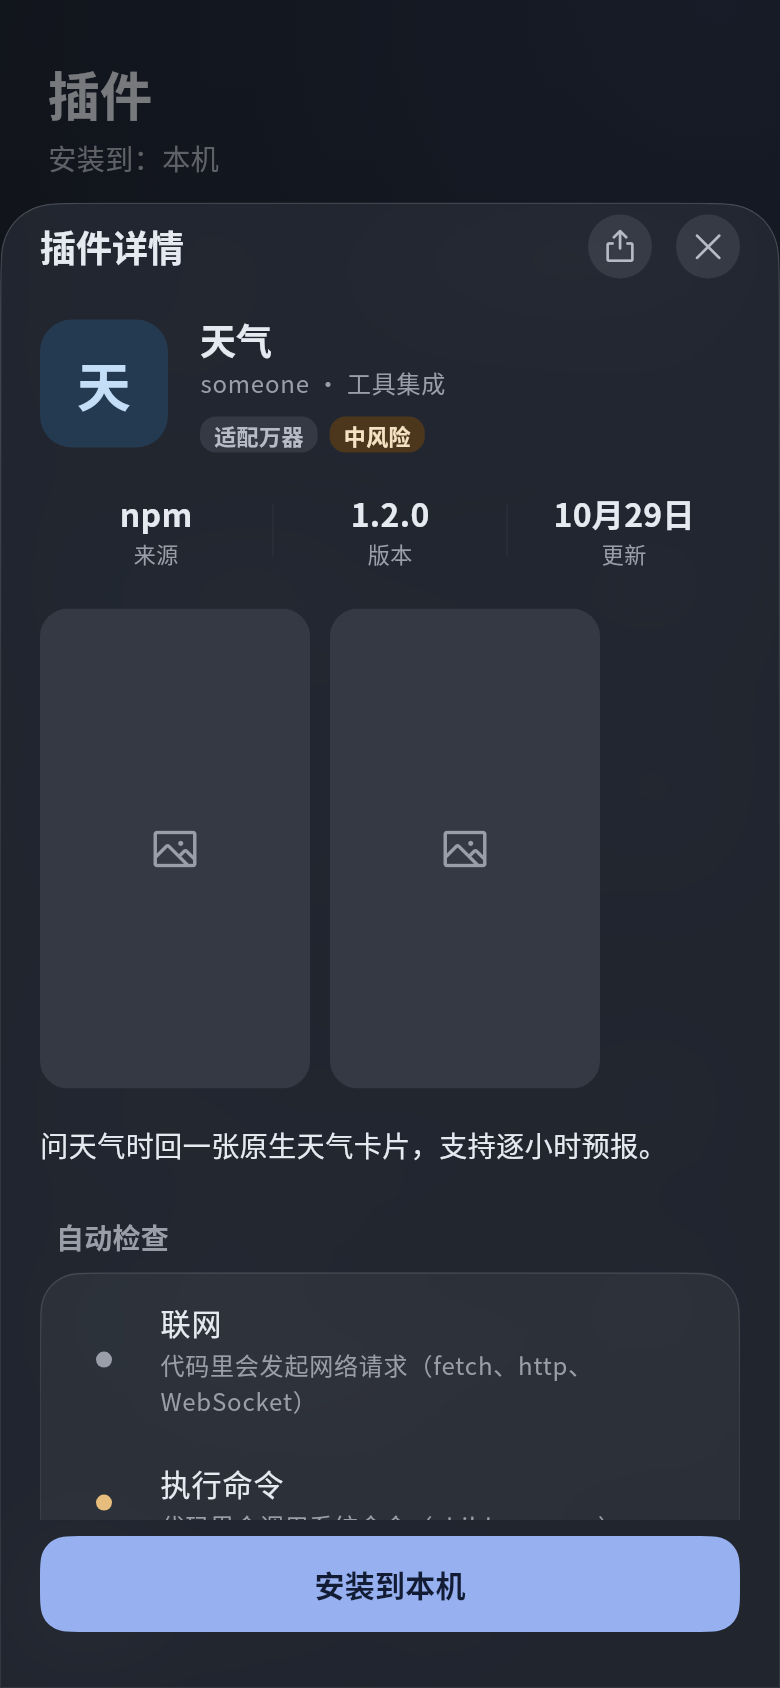 插件
安装到：本机
插件详情
天
天气
someone · 工具集成
适配万器 中风险
npm 1.2.0 10月29日
来源 版本 更新
问天气时回一张原生天气卡片，支持逐小时预报。
自动检查
联网
代码里会发起网络请求（fetch、http、
WebSocket）
执行命令
安装到本机